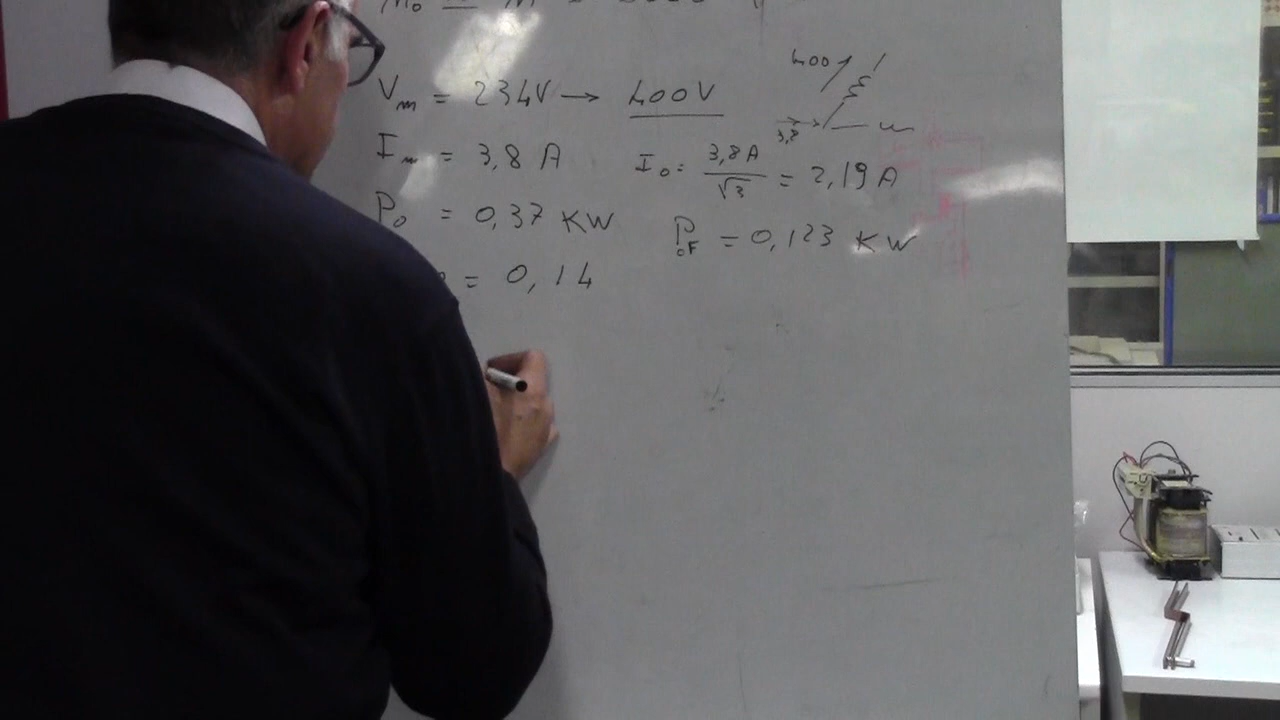 400
Vm = 234V → 400V
3,8
Im = 3,8 A I0 = 3,8A / √3 = 2,19 A
P0 = 0,37 KW P0F = 0,123 KW
= 0,14